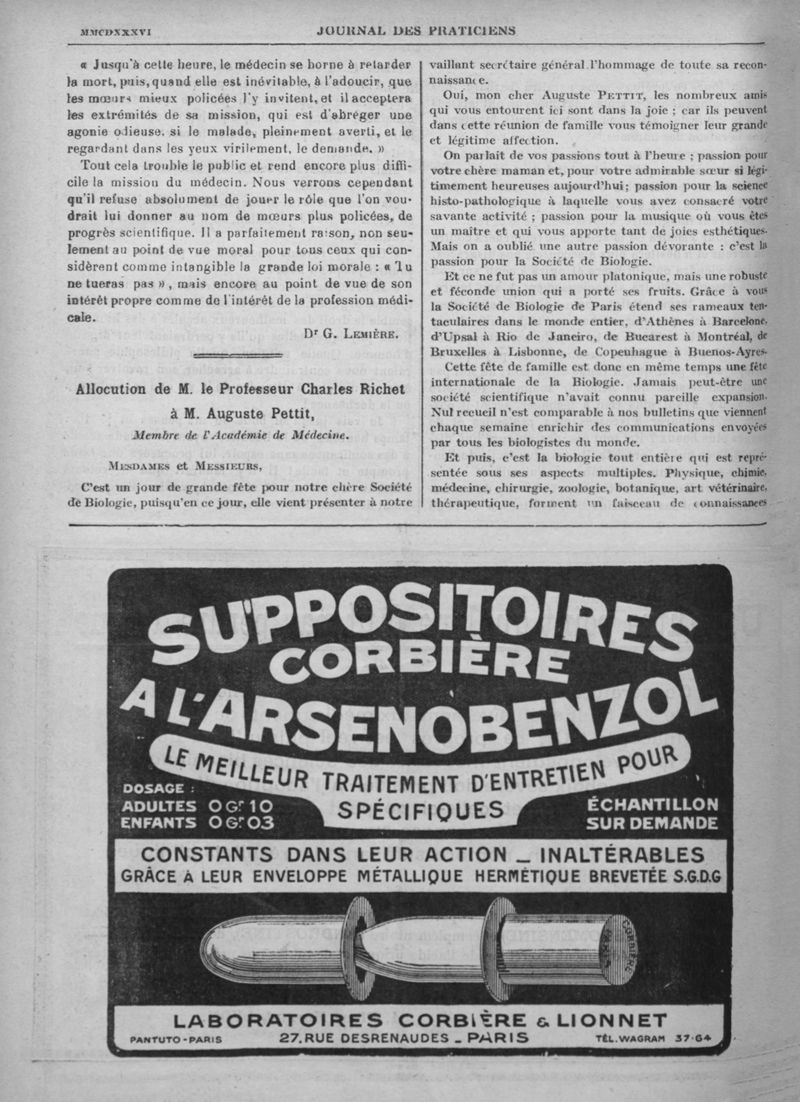 MMCDXXXVI
JOURNAL DES PRATICIENS
« Jusqu'à cette heure, le médecin se borne à retarder
la mort, puis, quand elle est inévitable, à l'adoucir, que
les mœurs mieux policées l'y invitent, et il acceptera
les extrémités de sa mission, qui est d'abréger une
agonie odieuse, si le malade, pleinement averti, et le
regardant dans les yeux virilement, le demande. »
Tout cela trouble le public et rend encore plus diffi-
cile la mission du médecin. Nous verrons cependant
qu'il refuse absolument de jouer le rôle que l'on vou-
drait lui donner au nom de mœurs plus policées, de
progrès scientifique. Il a parfaitement raison, non seu-
lement au point de vue moral pour tous ceux qui con-
sidèrent comme intangible la grande loi morale : « Tu
ne tueras pas », mais encore au point de vue de son
intérêt propre comme de l'intérêt de la profession médi-
cale.
Dr G. LEMIÈRE.
Allocution de M. le Professeur Charles Richet
à M. Auguste Pettit,
Membre de l'Académie de Médecine.
MESDAMES et MESSIEURS,
C'est un jour de grande fête pour notre chère Société
de Biologie, puisqu'en ce jour, elle vient présenter à notre
vaillant secrétaire général l'hommage de toute sa recon-
naissance.
Oui, mon cher Auguste PETTIT, les nombreux amis
qui vous entourent ici sont dans la joie ; car ils peuvent
dans cette réunion de famille vous témoigner leur grande
et légitime affection.
On parlait de vos passions tout à l'heure ; passion pour
votre chère maman et, pour votre admirable sœur si légi-
timement heureuses aujourd'hui ; passion pour la science
histo-pathologique à laquelle vous avez consacré votre
savante activité ; passion pour la musique où vous êtes
un maître et qui vous apporte tant de joies esthétiques.
Mais on a oublié une autre passion dévorante : c'est la
passion pour la Société de Biologie.
Et ce ne fut pas un amour platonique, mais une robuste
et féconde union qui a porté ses fruits. Grâce à vous
la Société de Biologie de Paris étend ses rameaux ten-
taculaires dans le monde entier, d'Athènes à Barcelone,
d'Upsal à Rio de Janeiro, de Bucarest à Montréal, de
Bruxelles à Lisbonne, de Copenhague à Buenos-Ayres.
Cette fête de famille est donc en même temps une fête
internationale de la Biologie. Jamais peut-être une
société scientifique n'avait connu pareille expansion.
Nul recueil n'est comparable à nos bulletins que viennent
chaque semaine enrichir des communications envoyées
par tous les biologistes du monde.
Et puis, c'est la biologie tout entière qui est repré-
sentée sous ses aspects multiples. Physique, chimie,
médecine, chirurgie, zoologie, botanique, art vétérinaire,
thérapeutique, forment un faisceau de connaissances
SUPPOSITOIRES
CORBIÈRE
A L'ARSENOBENZOL
LE MEILLEUR TRAITEMENT D'ENTRETIEN POUR
SPÉCIFIQUES
DOSAGE :
ADULTES 0 Gr 10
ENFANTS 0 Gr 03
ÉCHANTILLON
SUR DEMANDE
CONSTANTS DANS LEUR ACTION _ INALTÉRABLES
GRÂCE A LEUR ENVELOPPE MÉTALLIQUE HERMÉTIQUE BREVETÉE S.G.D.G
CORBIÈRE
PARIS
LABORATOIRES CORBIÈRE & LIONNET
PANTUTO - PARIS
27, RUE DESRENAUDES _ PARIS
TÉL. WAGRAM 37-64